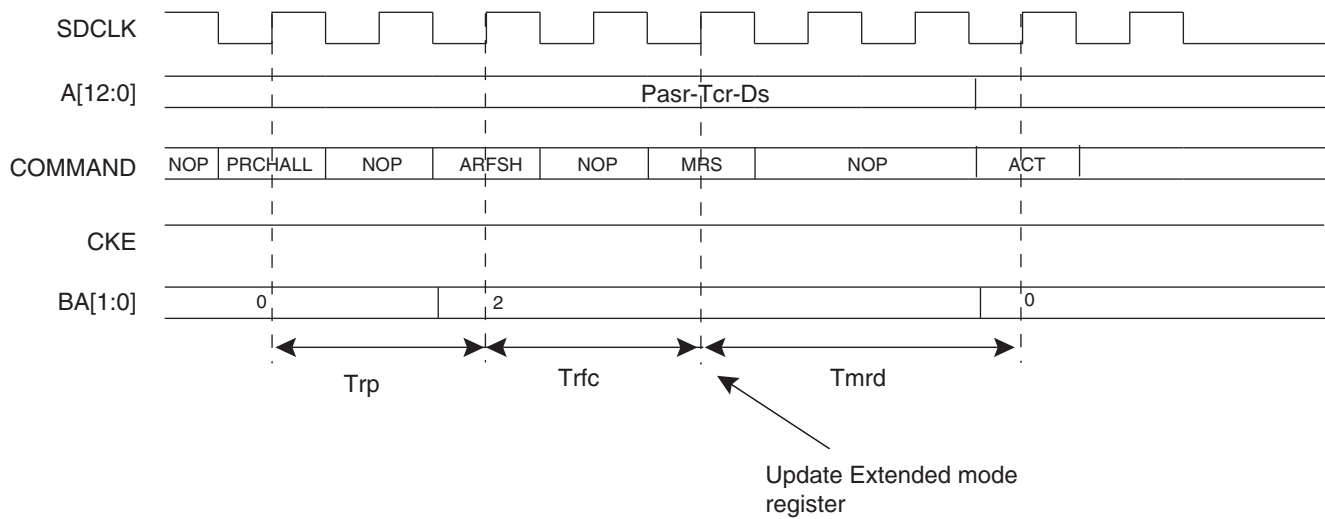 SDCLK
A[12:0]
Pasr-Tcr-Ds
COMMAND
NOP PRCHALL NOP ARFSH NOP MRS NOP ACT
CKE
BA[1:0]
0 2 0
Trp Trfc Tmrd
Update Extended mode
register